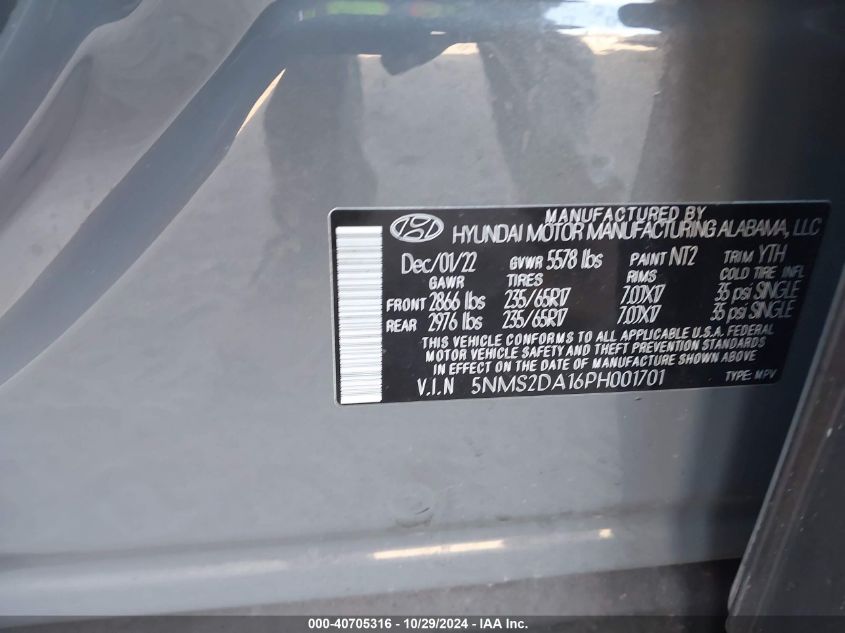 MANUFACTURED BY
HYUNDAI MOTOR MANUFACTURING ALABAMA, LLC
Dec/01/22 GVWR 5578 lbs PAINT NT2 TRIM YTH
GAWR TIRES RIMS COLD TIRE INFL
FRONT 2866 lbs 235/65R17 7.0JX17 35 psi SINGLE
REAR 2976 lbs 235/65R17 7.0JX17 35 psi SINGLE
THIS VEHICLE CONFORMS TO ALL APPLICABLE U.S.A. FEDERAL
MOTOR VEHICLE SAFETY AND THEFT PREVENTION STANDARDS
IN EFFECT ON THE DATE OF MANUFACTURE SHOWN ABOVE
V.I.N 5NMS2DA16PH001701 TYPE: MPV
000-40705316 - 10/29/2024 - IAA Inc.